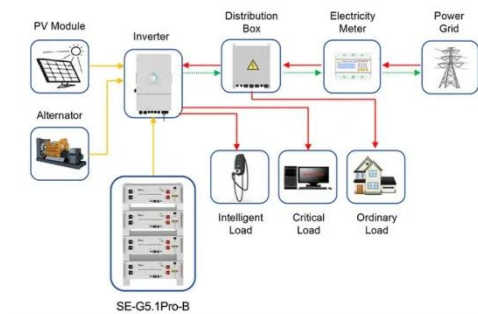 PV Module
Inverter
Distribution
Box
Electricity
Meter
Power
Grid
Alternator
Intelligent
Load
Critical
Load
Ordinary
Load
SE-G5.1Pro-B